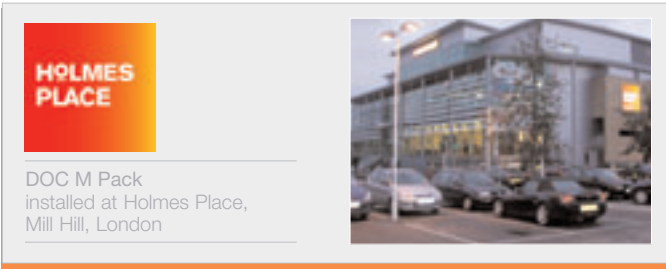 HOLMES
PLACE
DOC M Pack
installed at Holmes Place,
Mill Hill, London